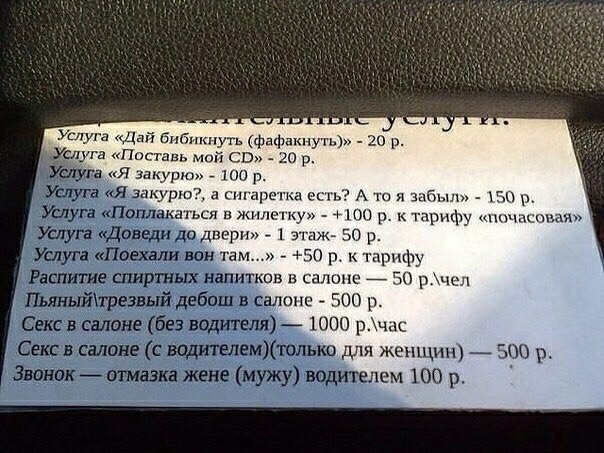 услуги:
Услуга «Дай бибикнуть (фафакнуть)» - 20 р.
Услуга «Поставь мой CD» - 20 р.
Услуга «Я закурю» - 100 р.
Услуга «Я закурю?, а сигаретка есть? А то я забыл» - 150 р.
Услуга «Поплакаться в жилетку» - +100 р. к тарифу «почасовая»
Услуга «Доведи до двери» - 1 этаж- 50 р.
Услуга «Поехали вон там...» - +50 р. к тарифу
Распитие спиртных напитков в салоне — 50 р.\чел
Пьяный\трезвый дебош в салоне - 500 р.
Секс в салоне (без водителя) — 1000 р.\час
Секс в салоне (с водителем)(только для женщин) — 500 р.
Звонок — отмазка жене (мужу) водителем 100 р.